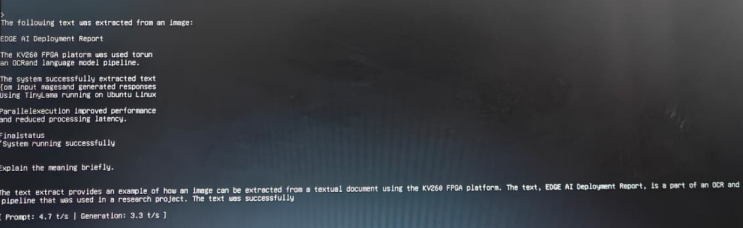 >
The following text was extracted from an image:
EDGE AI Deployment Report
The KV260 FPGA platorm was used torun
an OCRand language model pipeline.
The system successfully extracted text
{om input magesand generated responses
Using TinyLama running on Ubuntu Linux
Parallelexecution improved performance
and reduced processing latency.
Finalstatus
"System running successfully
Explain the meaning briefly.
The text extract provides an example of how an image can be extracted from a textual document using the KV260 FPGA platform. The text, EDGE AI Deployment Report, is a part of an OCR and
pipeline that was used in a research project. The text was successfully
[ Prompt: 4.7 t/s | Generation: 3.3 t/s ]